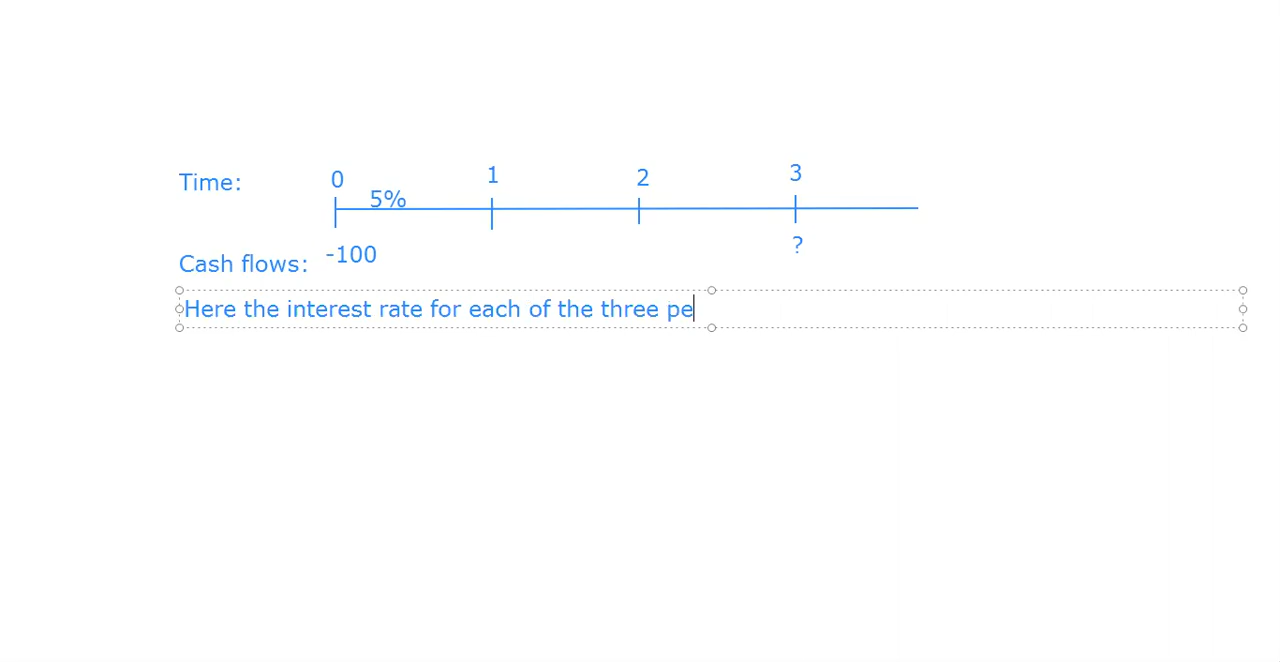 Time: 0 1 2 3
5%
Cash flows: -100 ?
Here the interest rate for each of the three pe